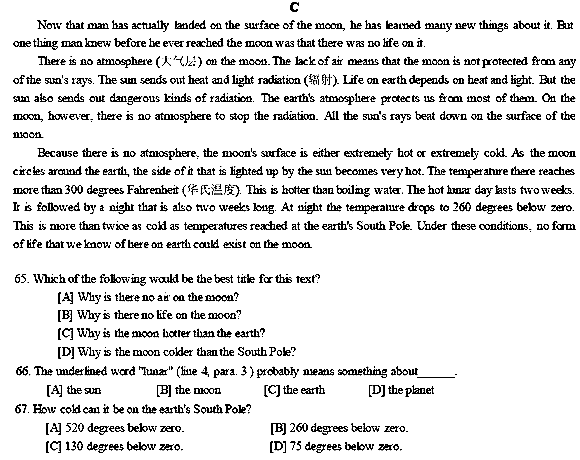 C
Now that man has actually landed on the surface of the moon, he has learned many new things about it. But
one thing man knew before he ever reached the moon was that there was no life on it.
There is no atmosphere (大气层) on the moon. The lack of air means that the moon is not protected from any
of the sun's rays. The sun sends out heat and light radiation (辐射). Life on earth depends on heat and light. But the
sun also sends out dangerous kinds of radiation. The earth's atmosphere protects us from most of them. On the
moon, however, there is no atmosphere to stop the radiation. All the sun's rays beat down on the surface of the
moon.
Because there is no atmosphere, the moon's surface is either extremely hot or extremely cold. As the moon
circles around the earth, the side of it that is lighted up by the sun becomes very hot. The temperature there reaches
more than 300 degrees Fahrenheit (华氏温度). This is hotter than boiling water. The hot lunar day lasts two weeks.
It is followed by a night that is also two weeks long. At night the temperature drops to 260 degrees below zero.
This is more than twice as cold as temperatures reached at the earth's South Pole. Under these conditions, no form
of life that we know of here on earth could exist on the moon.
65. Which of the following would be the best title for this text?
[A] Why is there no air on the moon?
[B] Why is there no life on the moon?
[C] Why is the moon hotter than the earth?
[D] Why is the moon colder than the South Pole?
66. The underlined word "lunar" (line 4, para. 3 ) probably means something about______.
[A] the sun [B] the moon [C] the earth [D] the planet
67. How cold can it be on the earth's South Pole?
[A] 520 degrees below zero. [B] 260 degrees below zero.
[C] 130 degrees below zero. [D] 75 degrees below zero.